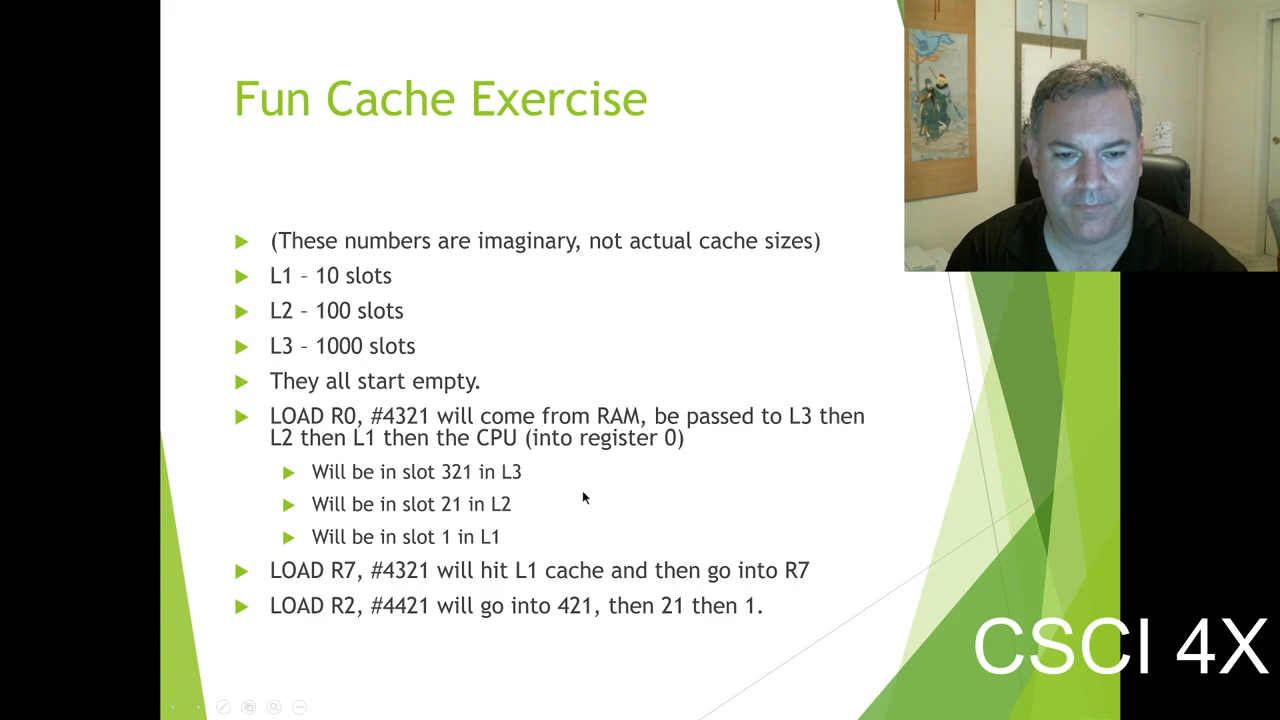 Fun Cache Exercise
(These numbers are imaginary, not actual cache sizes)
L1 – 10 slots
L2 – 100 slots
L3 – 1000 slots
They all start empty.
LOAD R0, #4321 will come from RAM, be passed to L3 then
L2 then L1 then the CPU (into register 0)
Will be in slot 321 in L3
Will be in slot 21 in L2
Will be in slot 1 in L1
LOAD R7, #4321 will hit L1 cache and then go into R7
LOAD R2, #4421 will go into 421, then 21 then 1.
CSCI 4X